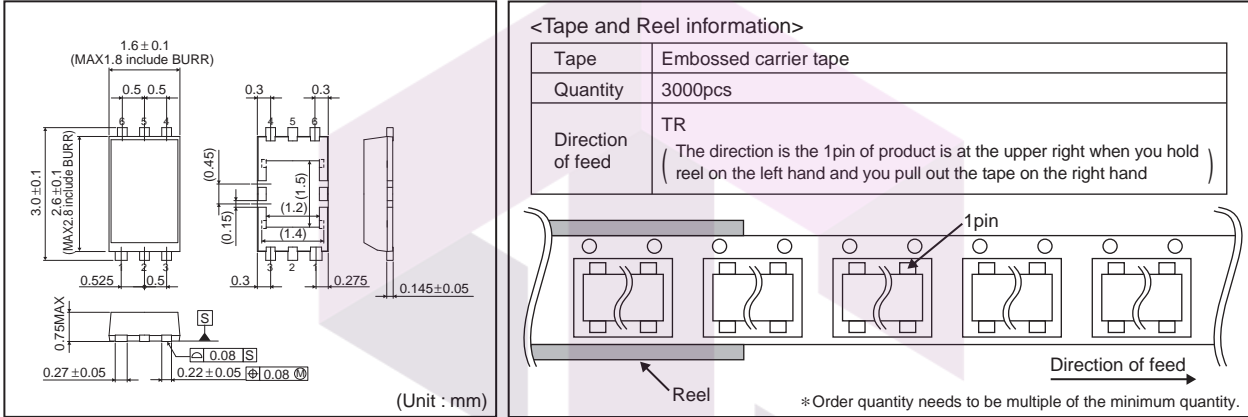 1.6±0.1
(MAX1.8 include BURR)
0.5 0.5
6 5 4
3.0±0.1
2.6±0.1
(MAX2.8 include BURR)
1 2 3
0.525 0.5
0.3 0.3
4 5 6
(0.45)
(0.15)
(1.5)
(1.2)
(1.4)
3 2 1
0.3 0.275
0.145±0.05
0.75MAX
S
0.08 S
0.27±0.05 0.22±0.05 ⌖ 0.08 Ⓜ
(Unit : mm)
<Tape and Reel information>
Tape Embossed carrier tape
Quantity 3000pcs
Direction of feed
TR
( The direction is the 1pin of product is at the upper right when you hold
reel on the left hand and you pull out the tape on the right hand )
1pin
Direction of feed
Reel
*Order quantity needs to be multiple of the minimum quantity.